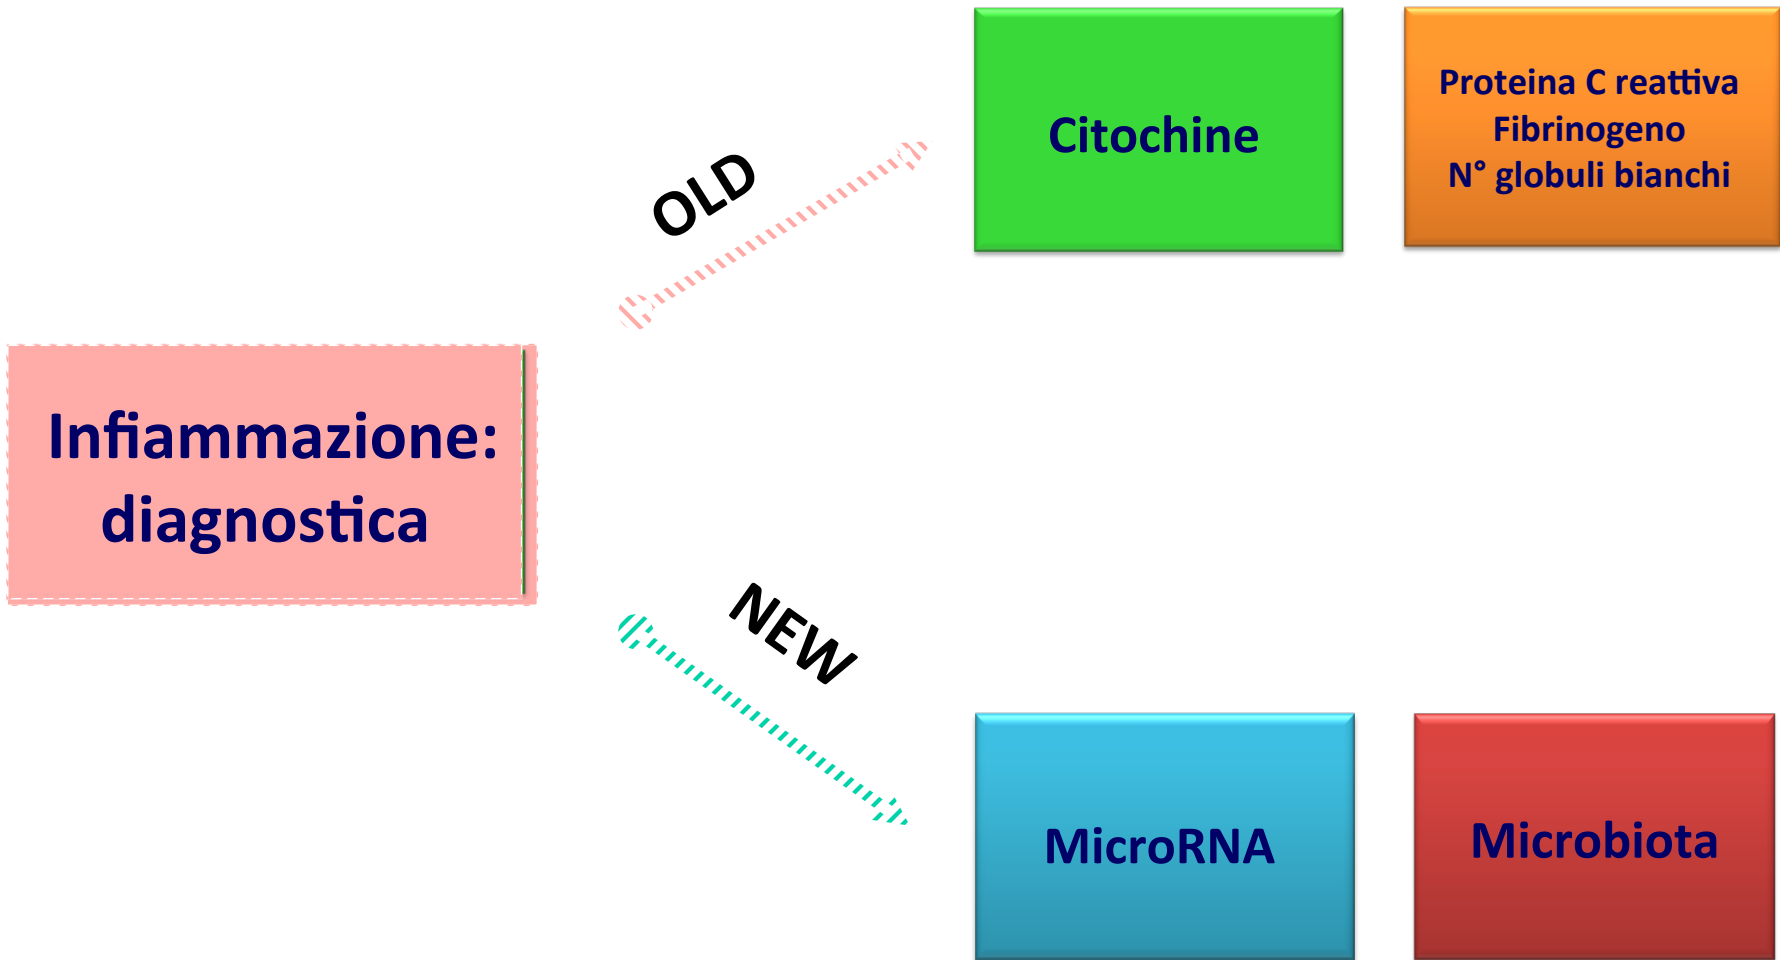 Citochine
Proteina C reattiva
Fibrinogeno
N° globuli bianchi
OLD
Infiammazione:
diagnostica
NEW
MicroRNA
Microbiota